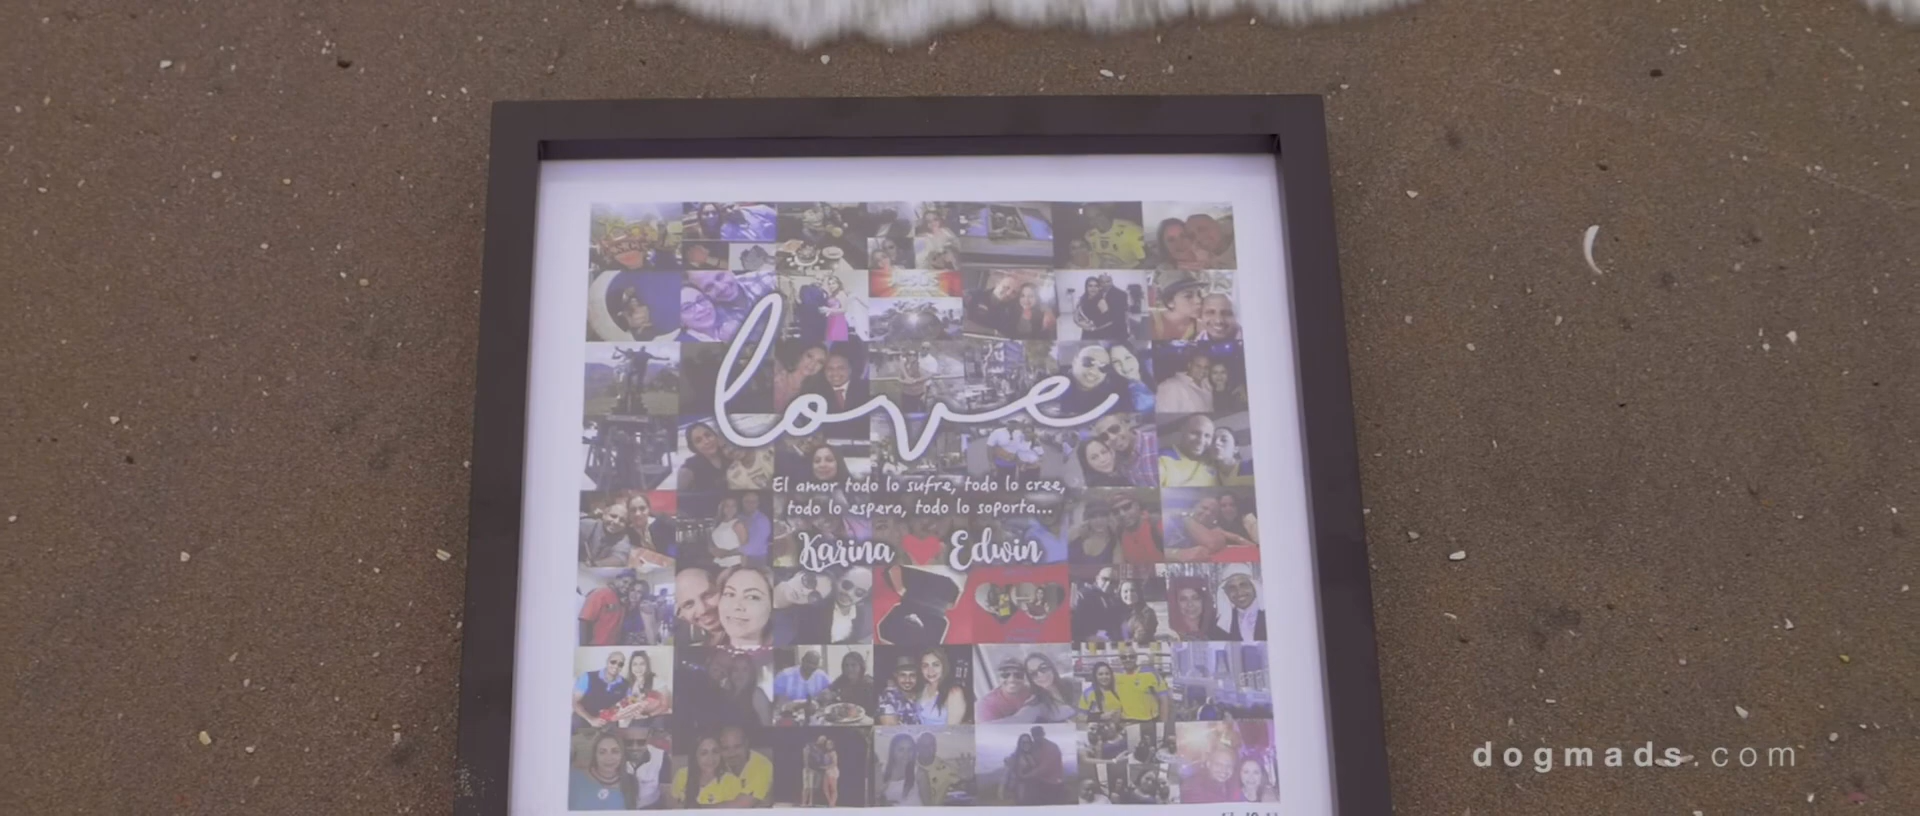 love
El amor todo lo sufre, todo lo cree,
todo lo espera, todo lo soporta...
Karina Edwin
dogmads.com